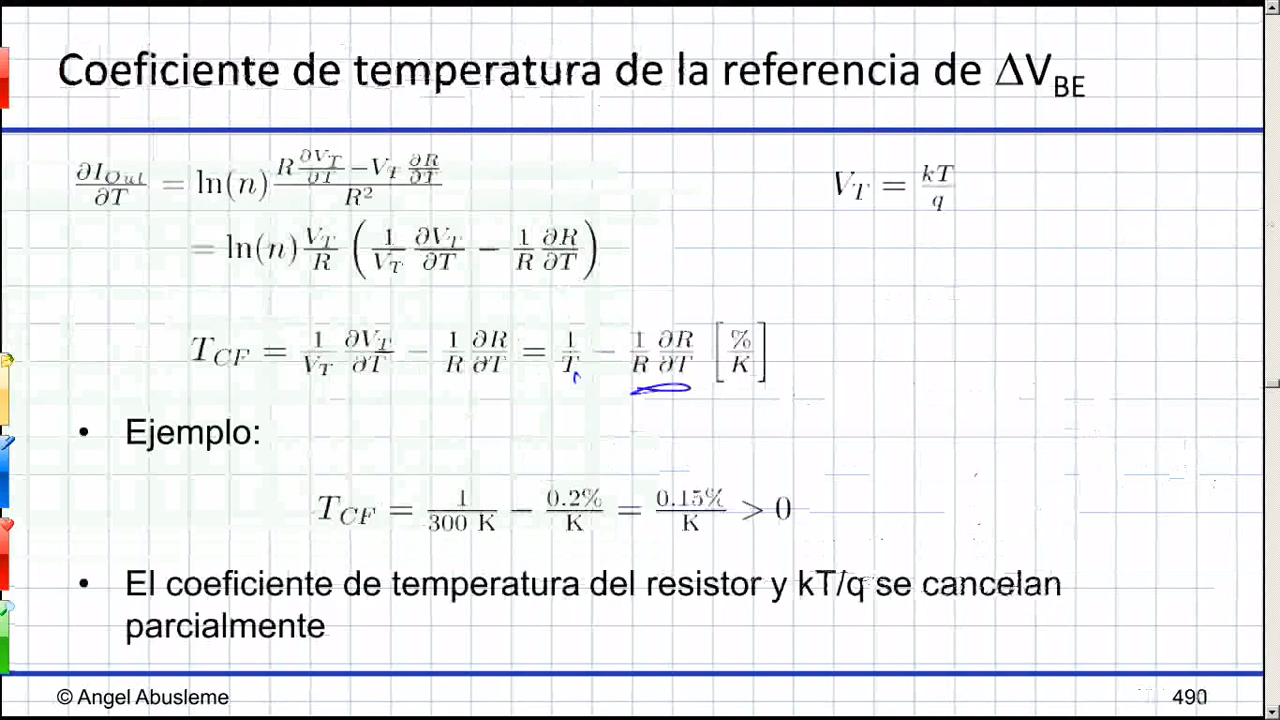 Coeficiente de temperatura de la referencia de ΔV_BE
∂I_Out/∂T = ln(n) (R ∂V_T/∂T − V_T ∂R/∂T)/R²
V_T = kT/q
= ln(n) V_T/R (1/V_T ∂V_T/∂T − 1/R ∂R/∂T)
T_CF = 1/V_T ∂V_T/∂T − 1/R ∂R/∂T = 1/T − 1/R ∂R/∂T [%/K]
• Ejemplo:
T_CF = 1/300 K − 0.2%/K = 0.15%/K > 0
• El coeficiente de temperatura del resistor y kT/q se cancelan
parcialmente
© Angel Abusleme
490